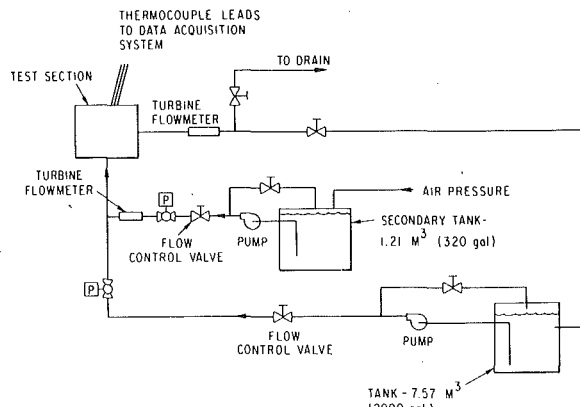 THERMOCOUPLE LEADS
TO DATA ACQUISITION
SYSTEM
TO DRAIN
TEST SECTION
TURBINE
FLOWMETER
TURBINE
FLOWMETER
P
AIR PRESSURE
PUMP
SECONDARY TANK-
1.21 M3 (320 gal)
FLOW
CONTROL VALVE
P
FLOW
CONTROL VALVE
PUMP
TANK-7.57 M3